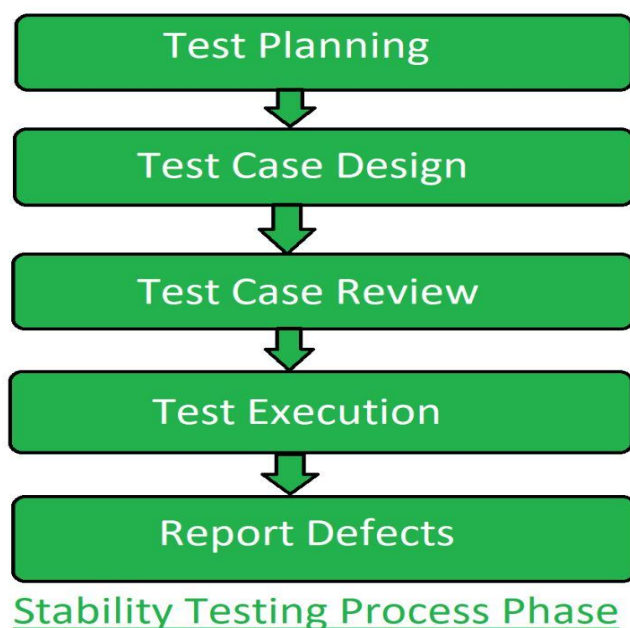 Test Planning
Test Case Design
Test Case Review
Test Execution
Report Defects
Stability Testing Process Phase